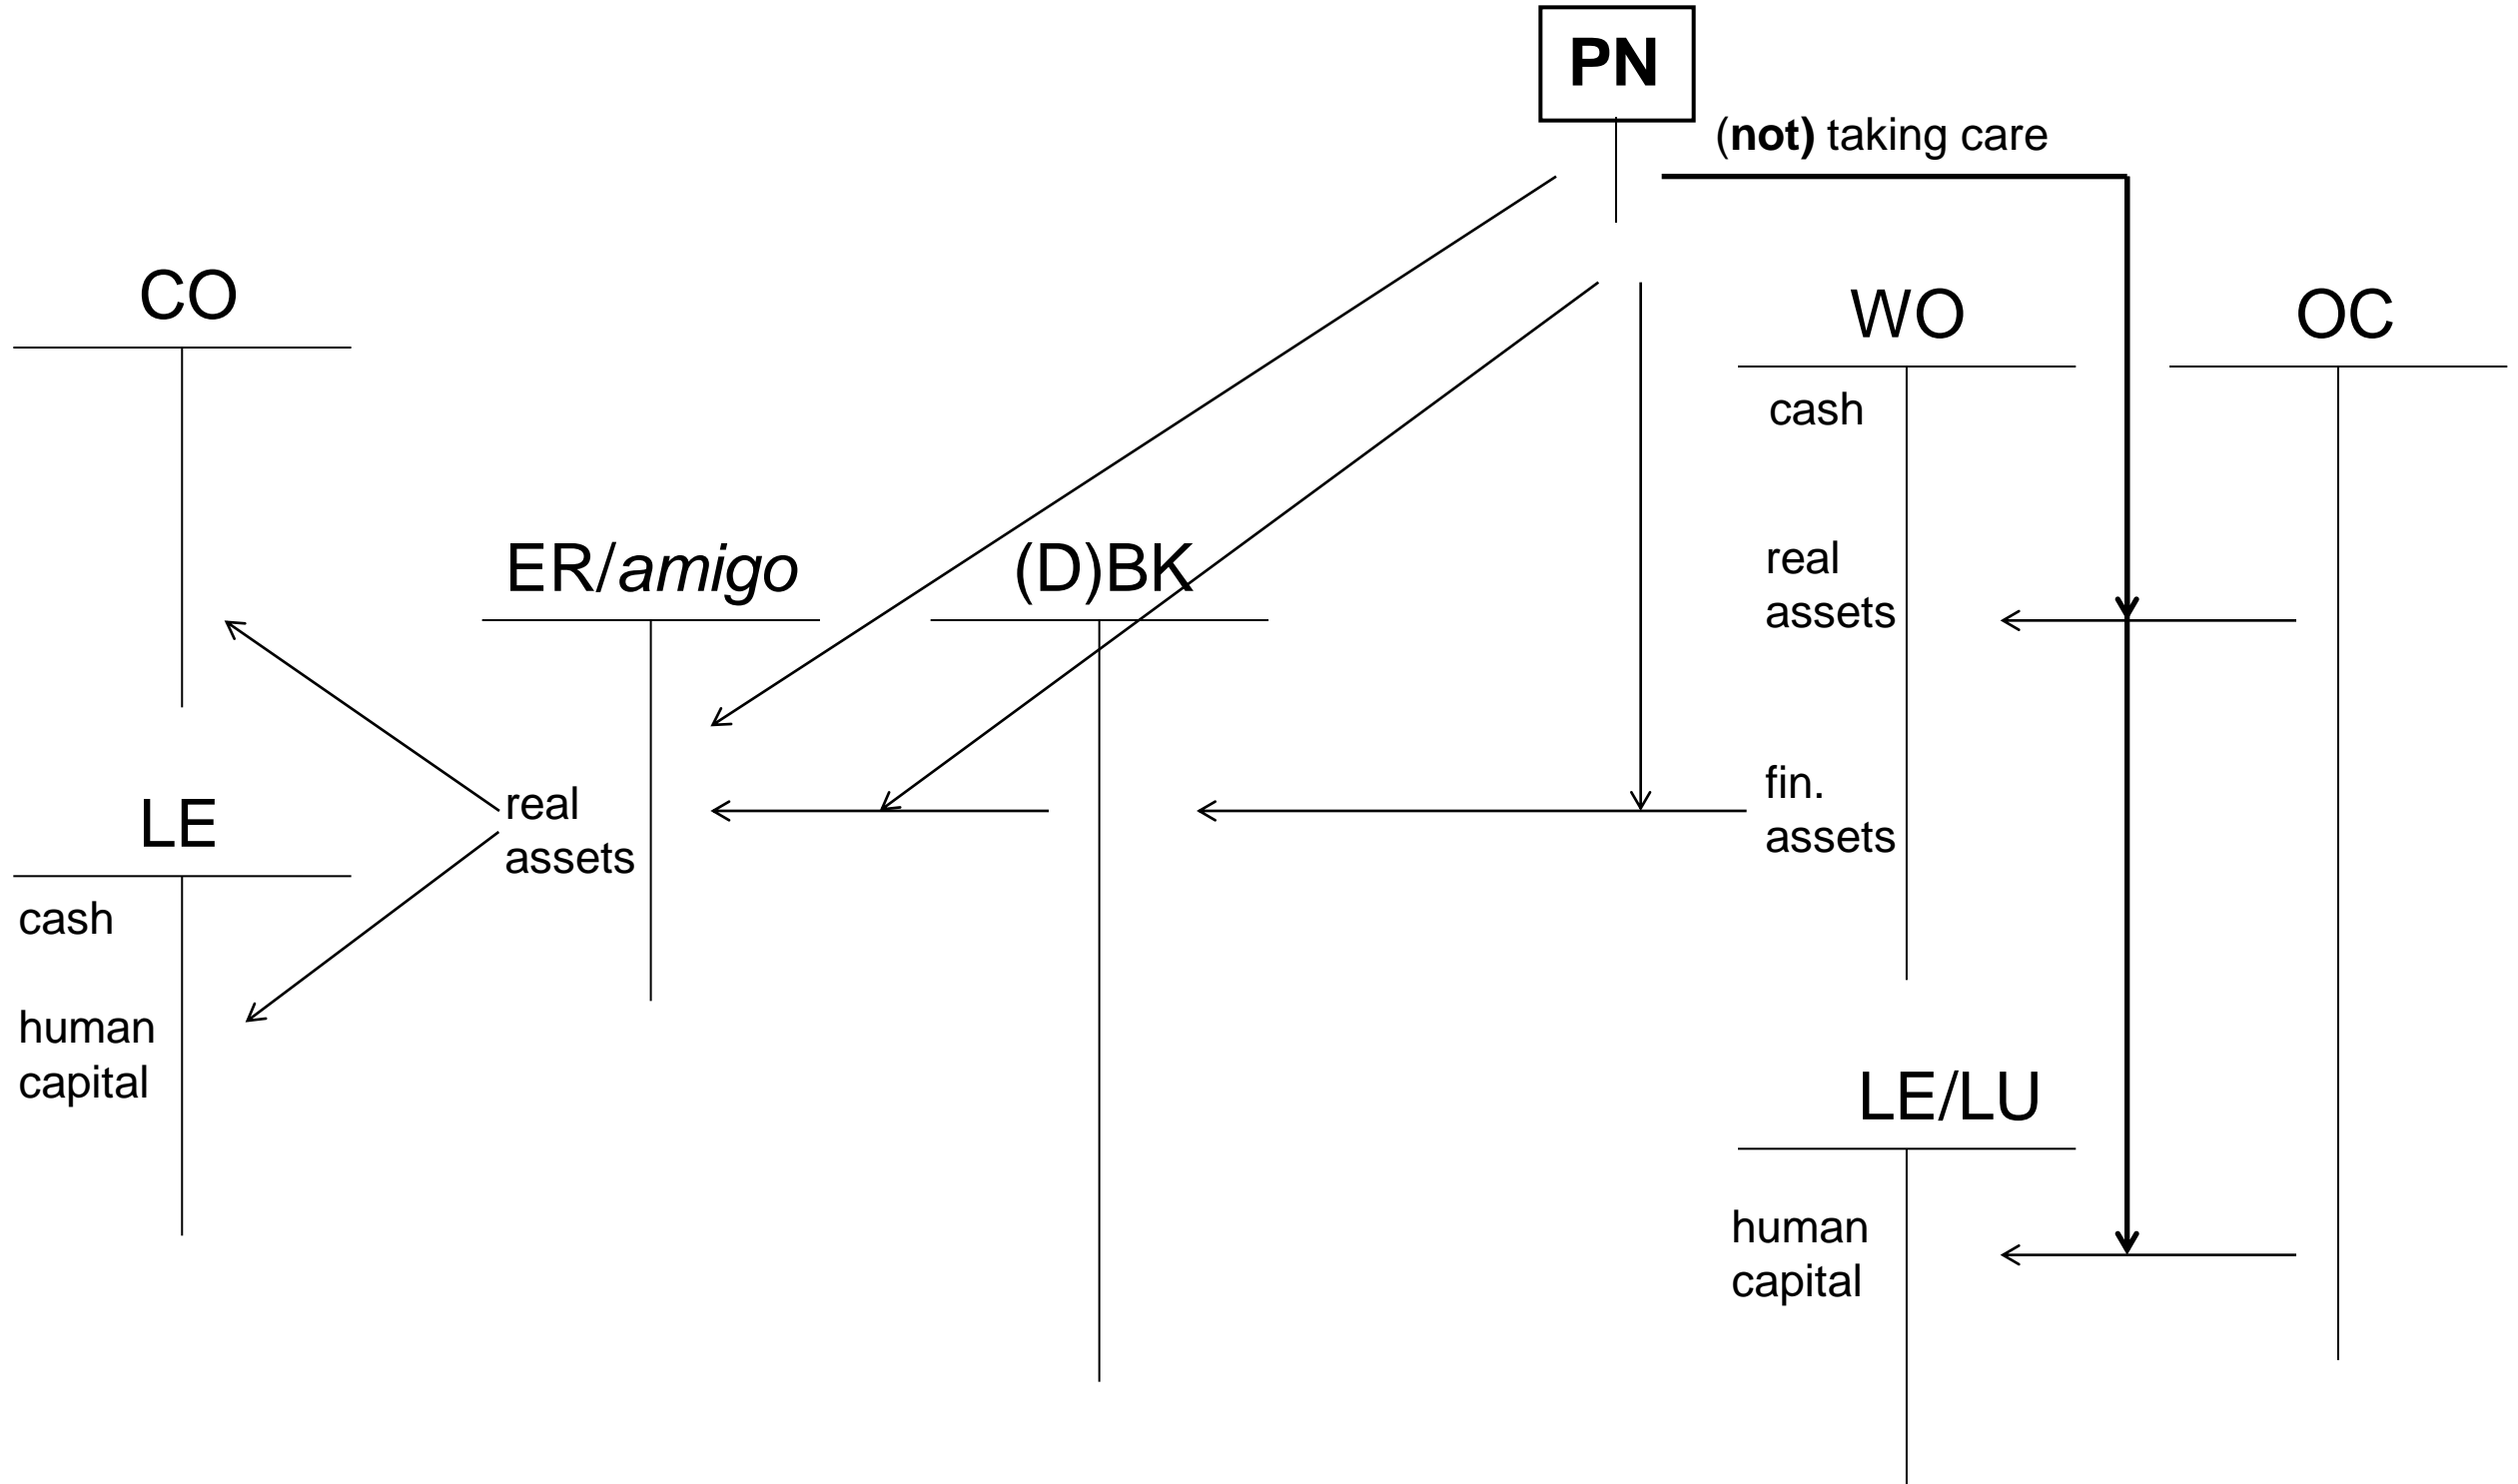 PN
(not) taking care
CO
WO
OC
cash
ER/amigo
(D)BK
real
assets
fin.
assets
LE
real
assets
cash
human
capital
LE/LU
human
capital